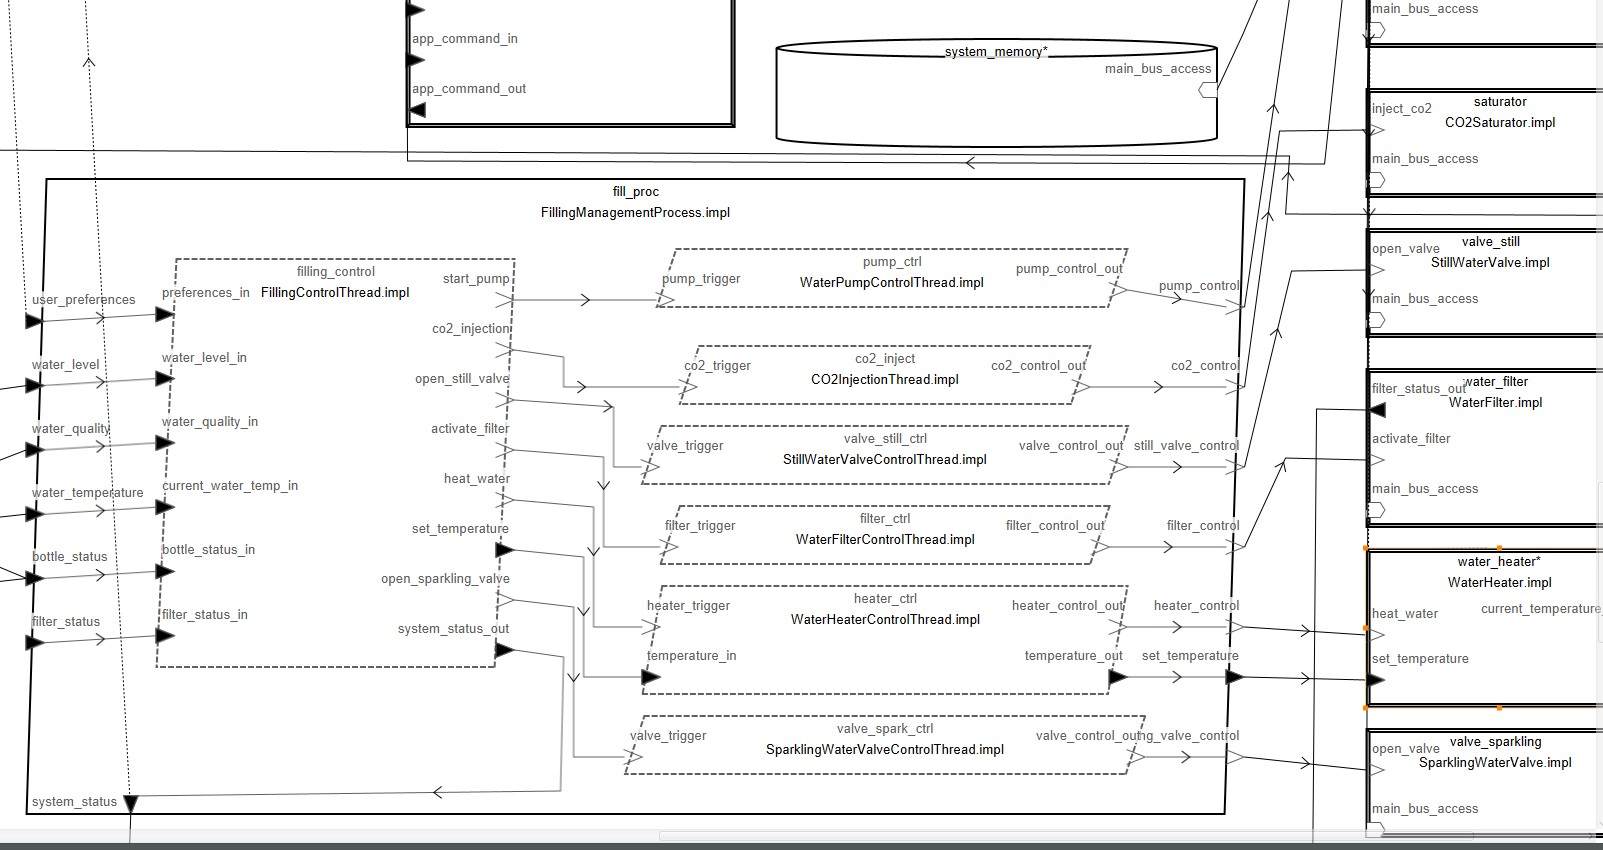 main_bus_access
app_command_in
system_memory*
main_bus_access
app_command_out
inject_co2
saturator
CO2Saturator.impl
main_bus_access
fill_proc
FillingManagementProcess.impl
open_valve
valve_still
StillWaterValve.impl
main_bus_access
filling_control
FillingControlThread.impl
user_preferences
preferences_in
start_pump
pump_trigger
pump_ctrl
WaterPumpControlThread.impl
pump_control_out
pump_control
co2_injection
water_level
water_level_in
co2_trigger
co2_inject
CO2InjectionThread.impl
co2_control_out
co2_control
open_still_valve
filter_status_out
water_filter
WaterFilter.impl
water_quality
water_quality_in
activate_filter
valve_trigger
valve_still_ctrl
StillWaterValveControlThread.impl
valve_control_out
still_valve_control
activate_filter
heat_water
main_bus_access
water_temperature
current_water_temp_in
set_temperature
filter_trigger
filter_ctrl
WaterFilterControlThread.impl
filter_control_out
filter_control
bottle_status
bottle_status_in
open_sparkling_valve
water_heater*
WaterHeater.impl
heat_water
current_temperature
set_temperature
heater_trigger
heater_ctrl
WaterHeaterControlThread.impl
heater_control_out
heater_control
filter_status
filter_status_in
system_status_out
temperature_in
temperature_out
set_temperature
valve_trigger
valve_spark_ctrl
SparklingWaterValveControlThread.impl
valve_control_out
ng_valve_control
open_valve
valve_sparkling
SparklingWaterValve.impl
system_status
main_bus_access